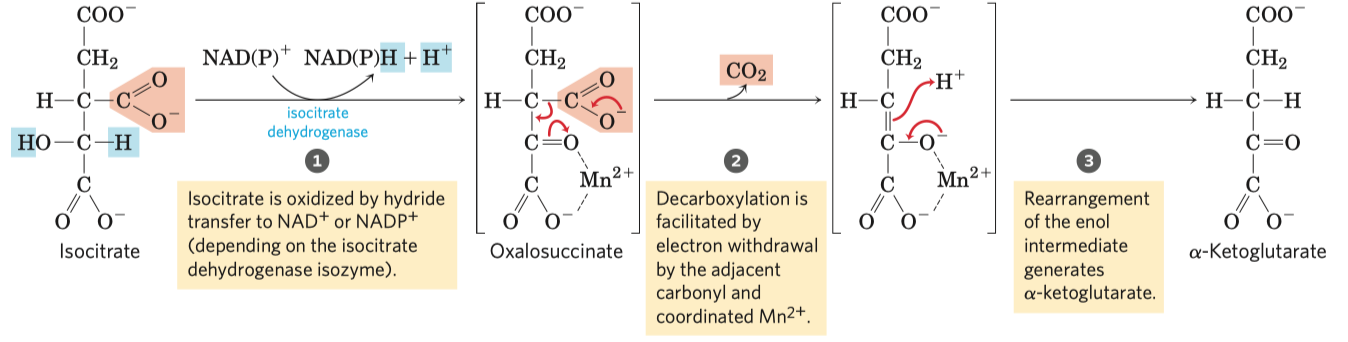 COO⁻
CH₂
H—C—C
O
O⁻
HO—C—H
C
O O⁻
Isocitrate
NAD(P)⁺ NAD(P)H + H⁺
isocitrate
dehydrogenase
1
Isocitrate is oxidized by hydride
transfer to NAD⁺ or NADP⁺
(depending on the isocitrate
dehydrogenase isozyme).
COO⁻
CH₂
H—C—C
O
O⁻
C=O
Mn²⁺
C
O O⁻
Oxalosuccinate
CO₂
2
Decarboxylation is
facilitated by
electron withdrawal
by the adjacent
carbonyl and
coordinated Mn²⁺.
COO⁻
CH₂
H⁺
H—C
C—O⁻
Mn²⁺
C
O O⁻
3
Rearrangement
of the enol
intermediate
generates
α-ketoglutarate.
COO⁻
CH₂
H—C—H
C=O
C
O O⁻
α-Ketoglutarate